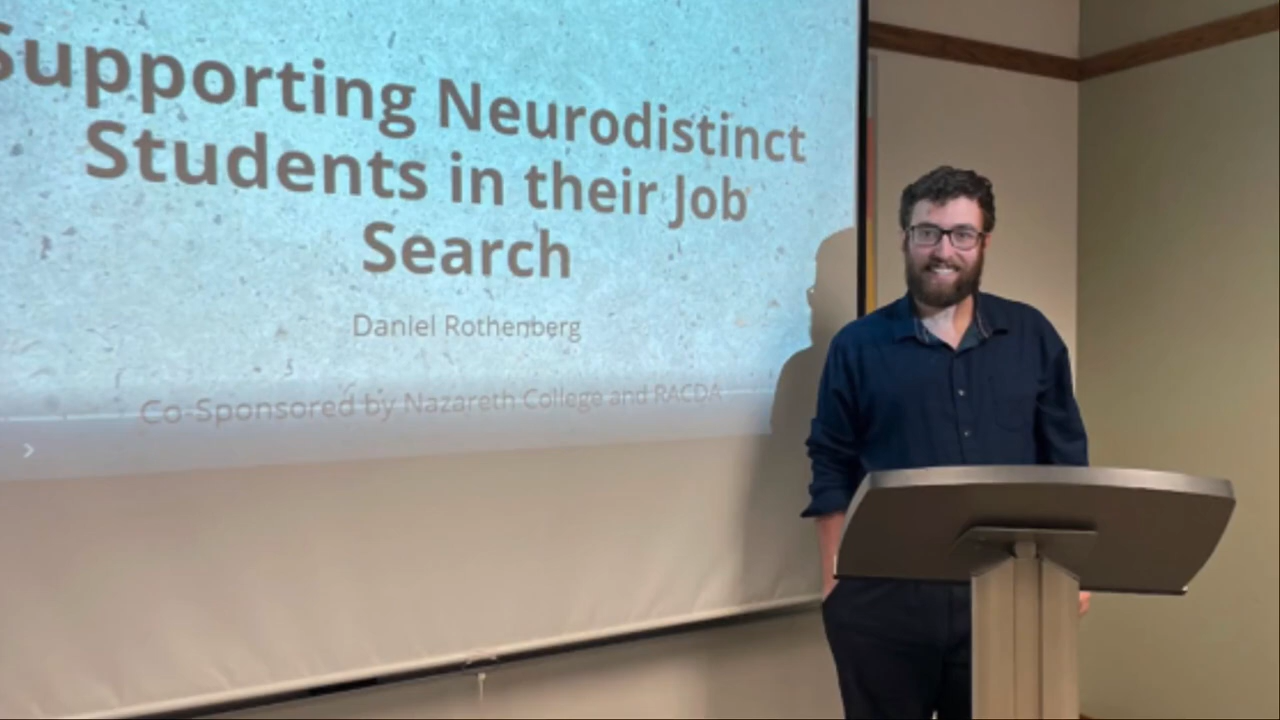 Supporting Neurodistinct
Students in their Job
Search
Daniel Rothenberg
Co-Sponsored by Nazareth College and RACDA